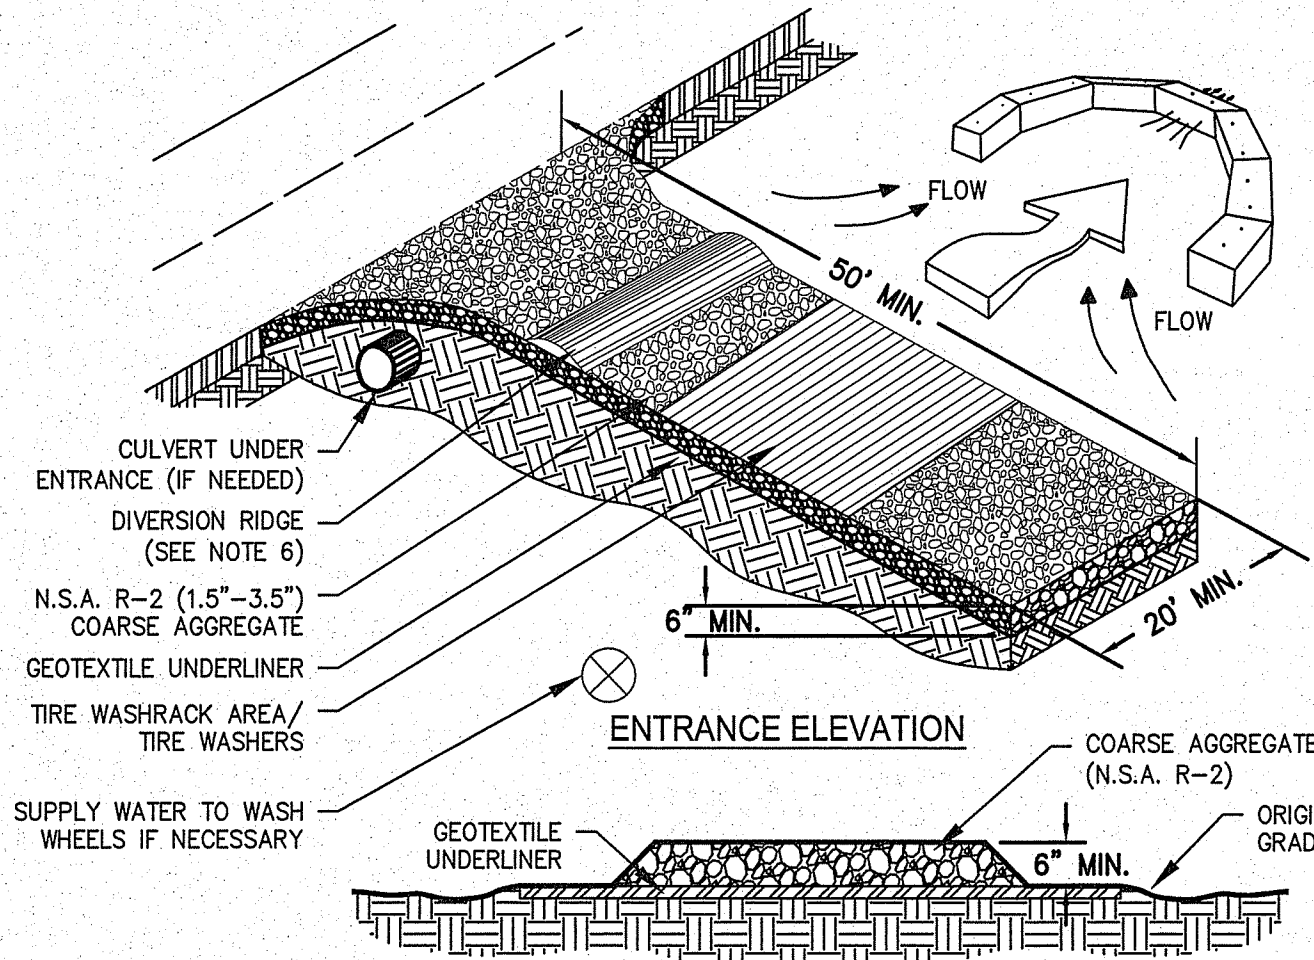 FLOW
50' MIN.
FLOW
CULVERT UNDER
ENTRANCE (IF NEEDED)
DIVERSION RIDGE
(SEE NOTE 6)
N.S.A. R-2 (1.5"-3.5")
COARSE AGGREGATE
GEOTEXTILE UNDERLINER
TIRE WASHRACK AREA/
TIRE WASHERS
SUPPLY WATER TO WASH
WHEELS IF NECESSARY
6" MIN.
20' MIN.
ENTRANCE ELEVATION
COARSE AGGREGATE
(N.S.A. R-2)
GEOTEXTILE
UNDERLINER
6" MIN.
ORIGI
GRAD